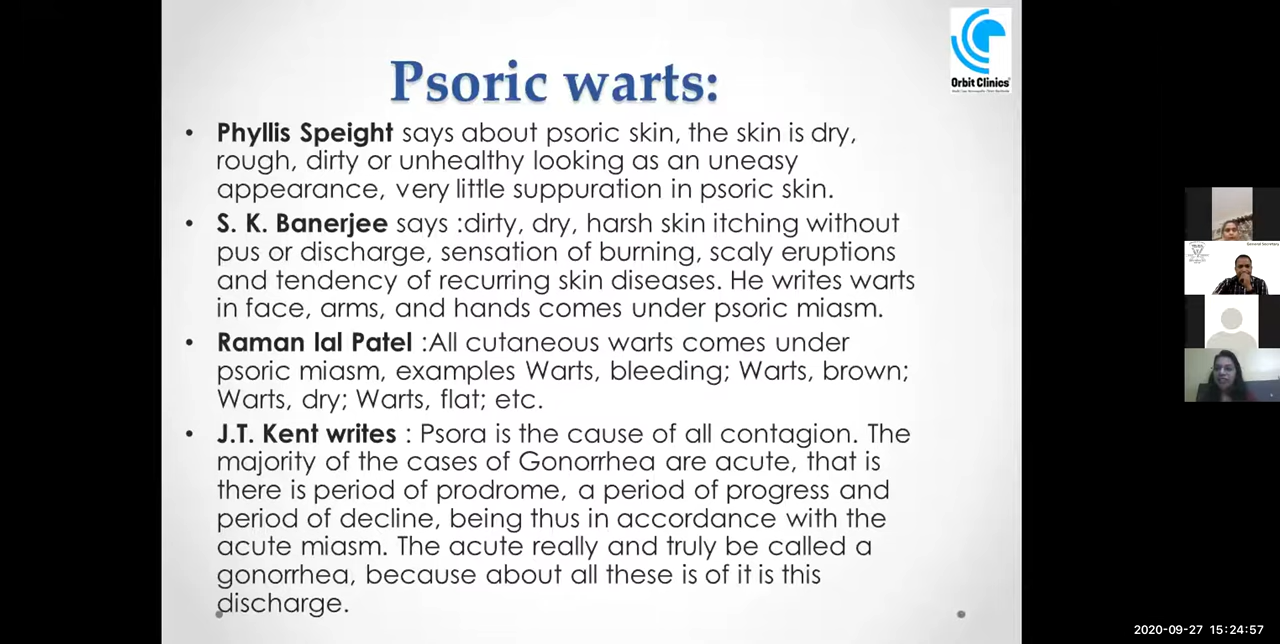 Psoric warts:
Orbit Clinics
• Phyllis Speight says about psoric skin, the skin is dry,
rough, dirty or unhealthy looking as an uneasy
appearance, very little suppuration in psoric skin.
• S. K. Banerjee says :dirty, dry, harsh skin itching without
pus or discharge, sensation of burning, scaly eruptions
and tendency of recurring skin diseases. He writes warts
in face, arms, and hands comes under psoric miasm.
• Raman lal Patel :All cutaneous warts comes under
psoric miasm, examples Warts, bleeding; Warts, brown;
Warts, dry; Warts, flat; etc.
• J.T. Kent writes : Psora is the cause of all contagion. The
majority of the cases of Gonorrhea are acute, that is
there is period of prodrome, a period of progress and
period of decline, being thus in accordance with the
acute miasm. The acute really and truly be called a
gonorrhea, because about all these is of it is this
discharge.
General Secretary
2020-09-27 15:24:57